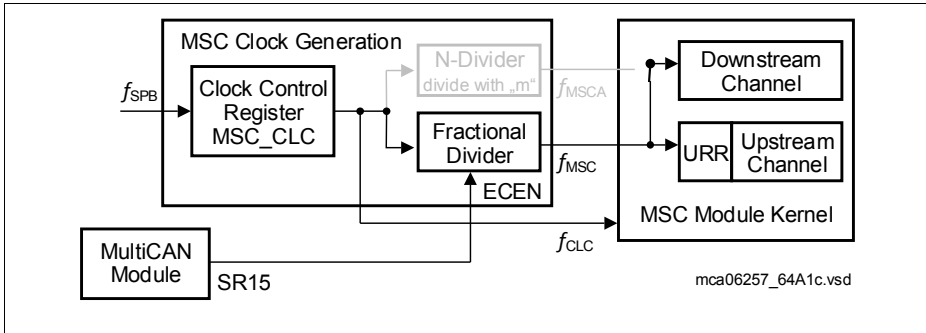 MSC Clock Generation
fSPB
Clock Control
Register
MSC_CLC
N-Divider
divide with „m“
fMSCA
Fractional
Divider
fMSC
ECEN
fCLC
Downstream
Channel
URR
Upstream
Channel
MSC Module Kernel
MultiCAN
Module
SR15
mca06257_64A1c.vsd